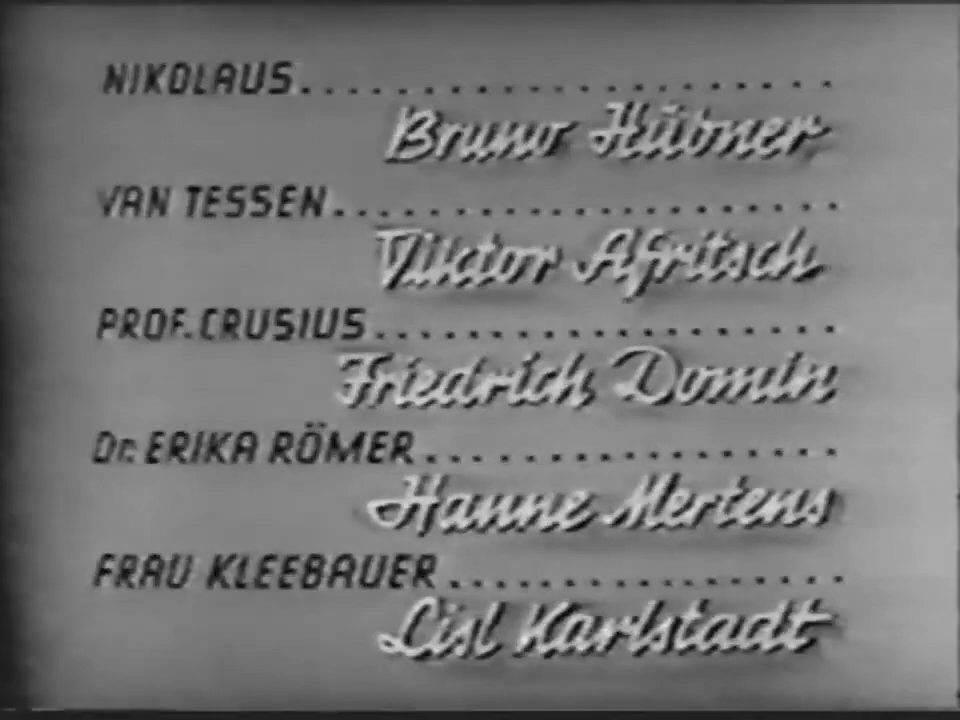 NIKOLAUS......................
Bruno Hübner
VAN TESSEN.....................
Viktor Afritsch
PROF. CRUSIUS...................
Friedrich Domin
Dr. ERIKA RÖMER.................
Hanne Mertens
FRAU KLEEBAUER.................
Lisl Karlstadt